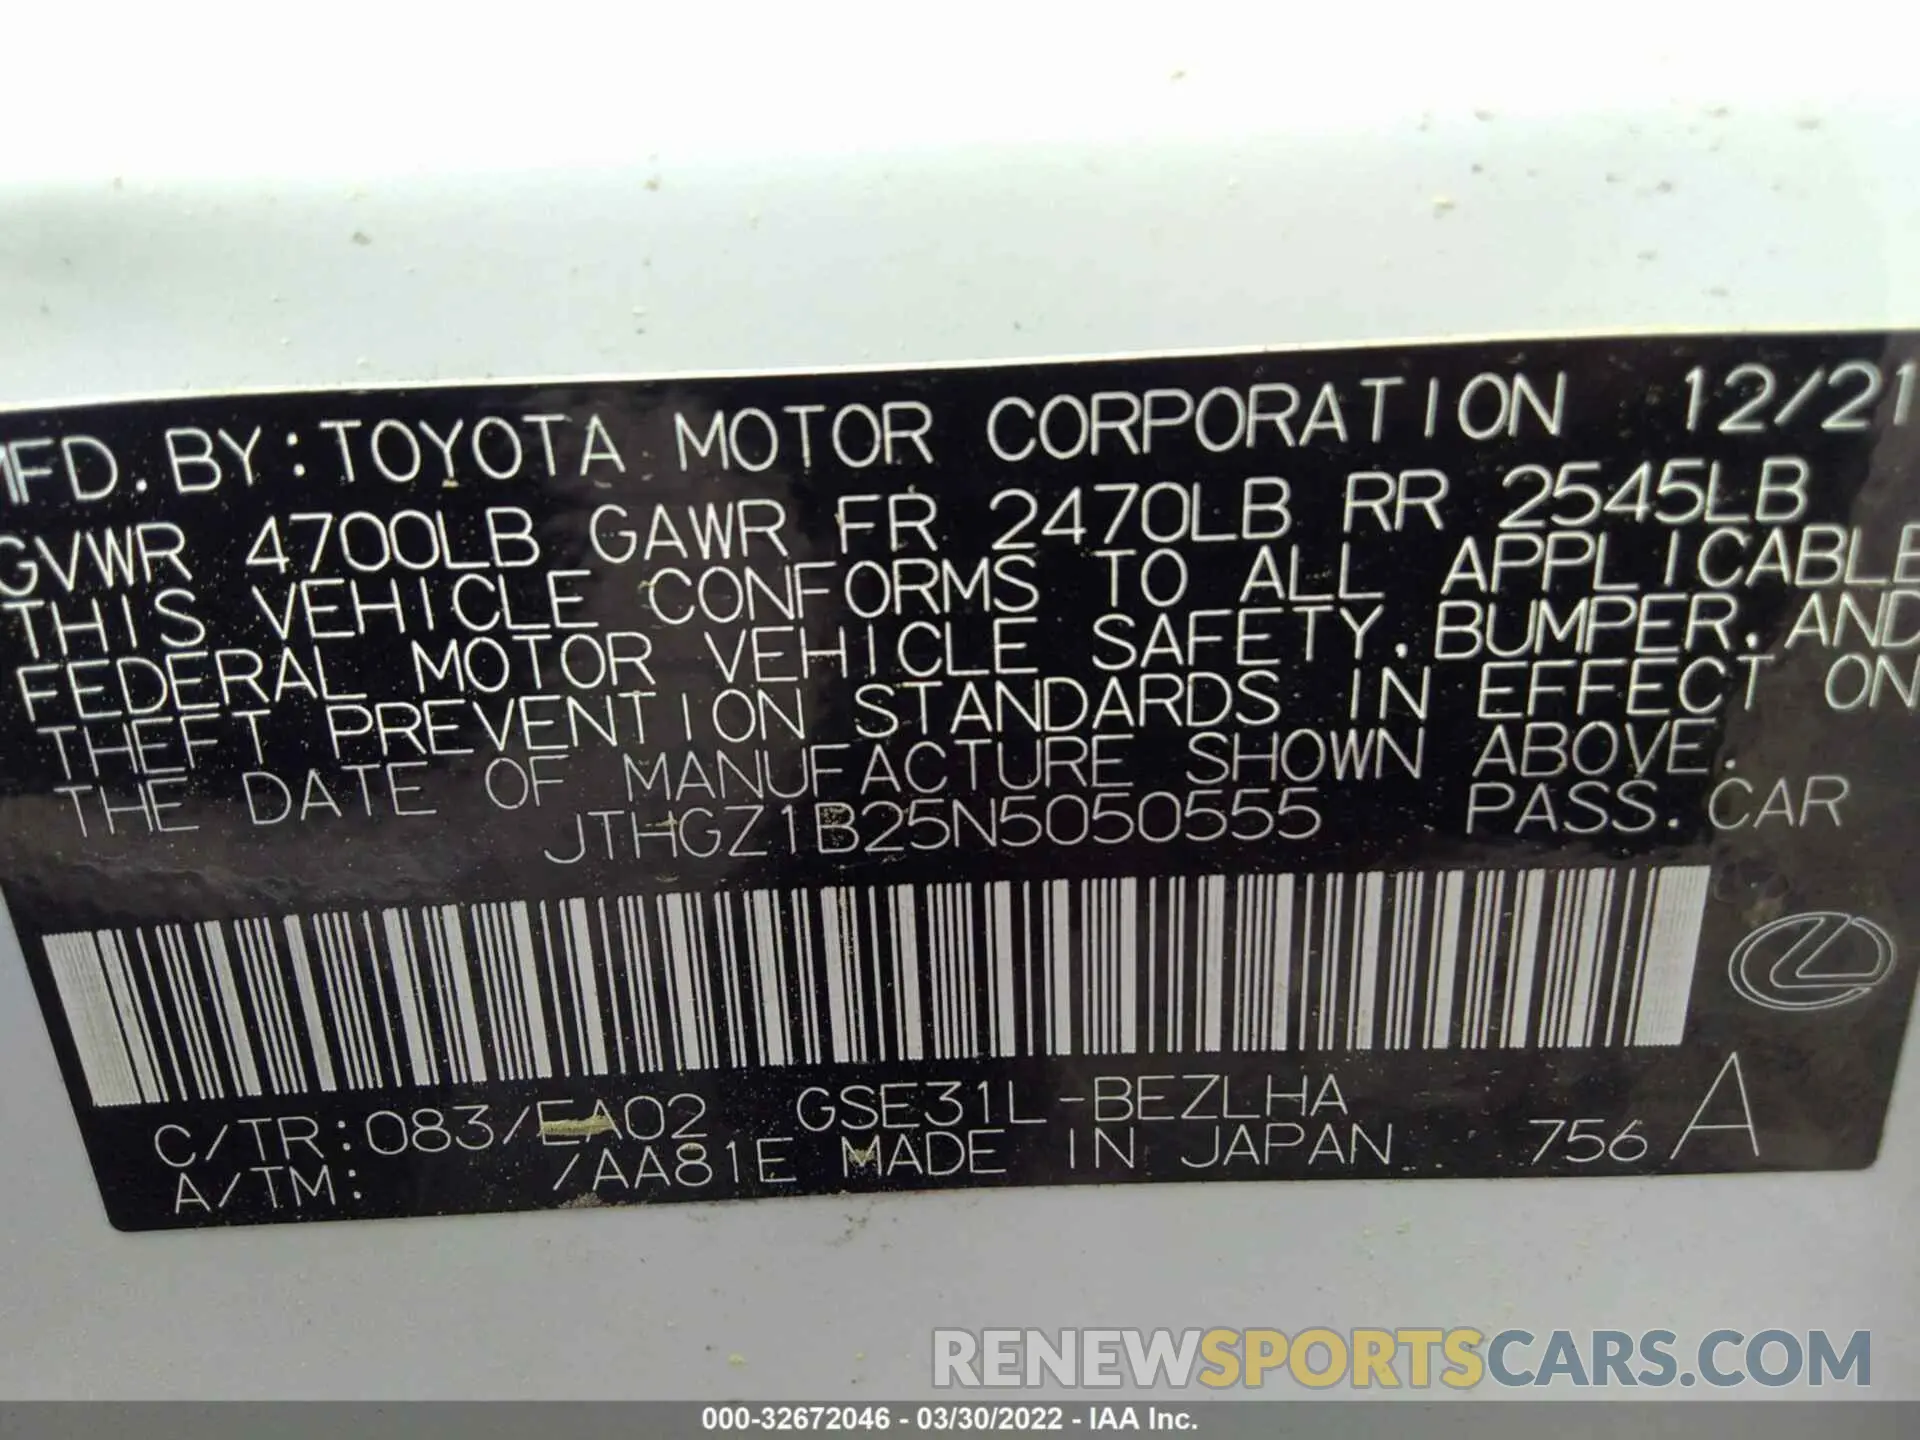 MFD. BY: TOYOTA MOTOR CORPORATION 12/21
GVWR 4700LB GAWR FR 2470LB RR 2545LB
THIS VEHICLE CONFORMS TO ALL APPLICABLE
FEDERAL MOTOR VEHICLE SAFETY, BUMPER, AND
THEFT PREVENTION STANDARDS IN EFFECT ON
THE DATE OF MANUFACTURE SHOWN ABOVE.
JTHGZ1B25N5050555 PASS. CAR
C/TR: 083/EA02 GSE31L-BEZLHA
A/TM: /AA81E MADE IN JAPAN 756 A
RENEWSPORTSCARS.COM
000-32672046 - 03/30/2022 - IAA Inc.